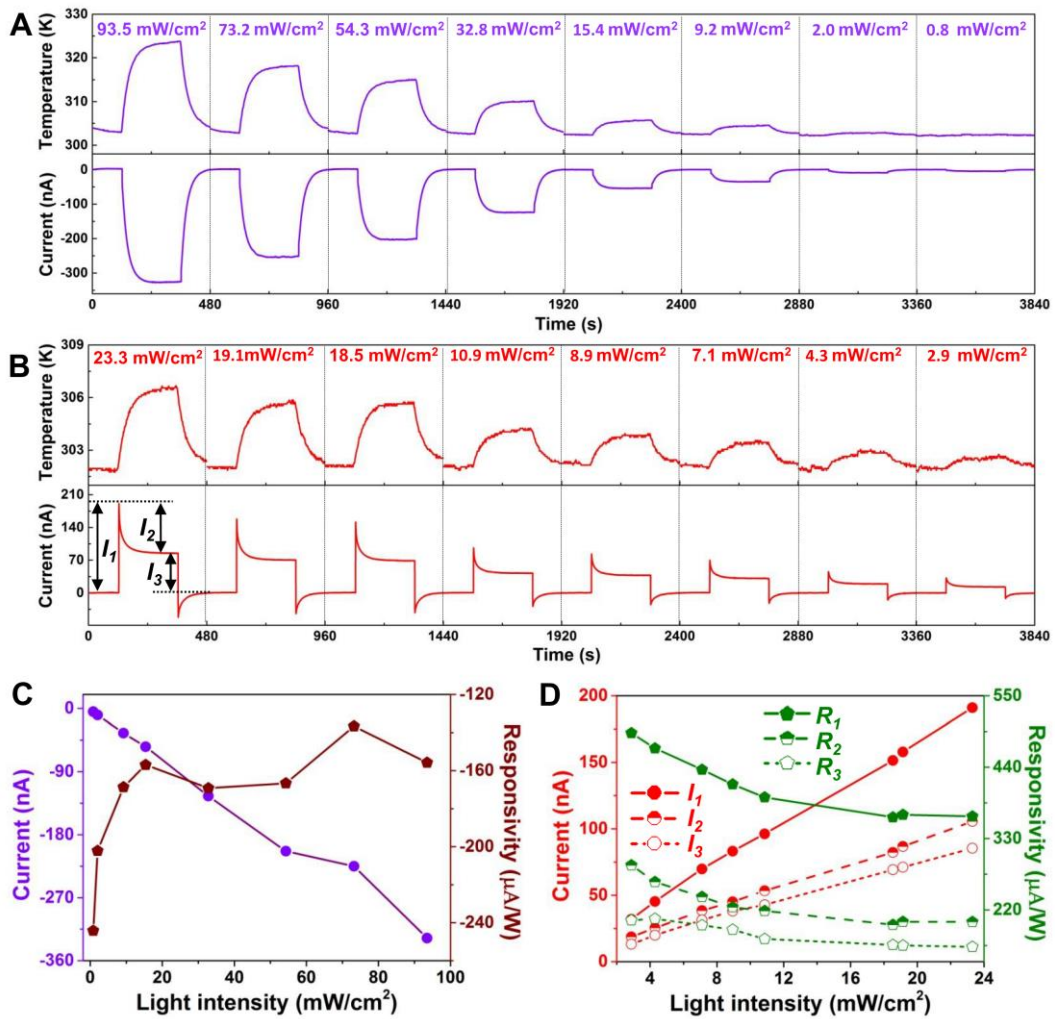 A
93.5 mW/cm² 73.2 mW/cm² 54.3 mW/cm² 32.8 mW/cm² 15.4 mW/cm² 9.2 mW/cm² 2.0 mW/cm² 0.8 mW/cm²
Temperature (K)
330
320
310
300
Current (nA)
0
-100
-200
-300
0 480 960 1440 1920 2400 2880 3360 3840
Time (s)
B
23.3 mW/cm² 19.1mW/cm² 18.5 mW/cm² 10.9 mW/cm² 8.9 mW/cm² 7.1 mW/cm² 4.3 mW/cm² 2.9 mW/cm²
Temperature (K)
309
306
303
Current (nA)
210
140
70
0
I₁
I₂
I₃
0 480 960 1440 1920 2400 2880 3360 3840
Time (s)
C
Current (nA)
0
-90
-180
-270
-360
Responsivity (μA/W)
-120
-160
-200
-240
0 20 40 60 80 100
Light intensity (mW/cm²)
D
Current (nA)
200
150
100
50
0
I₁
I₂
I₃
R₁
R₂
R₃
Responsivity (μA/W)
550
440
330
220
4 8 12 16 20 24
Light intensity (mW/cm²)